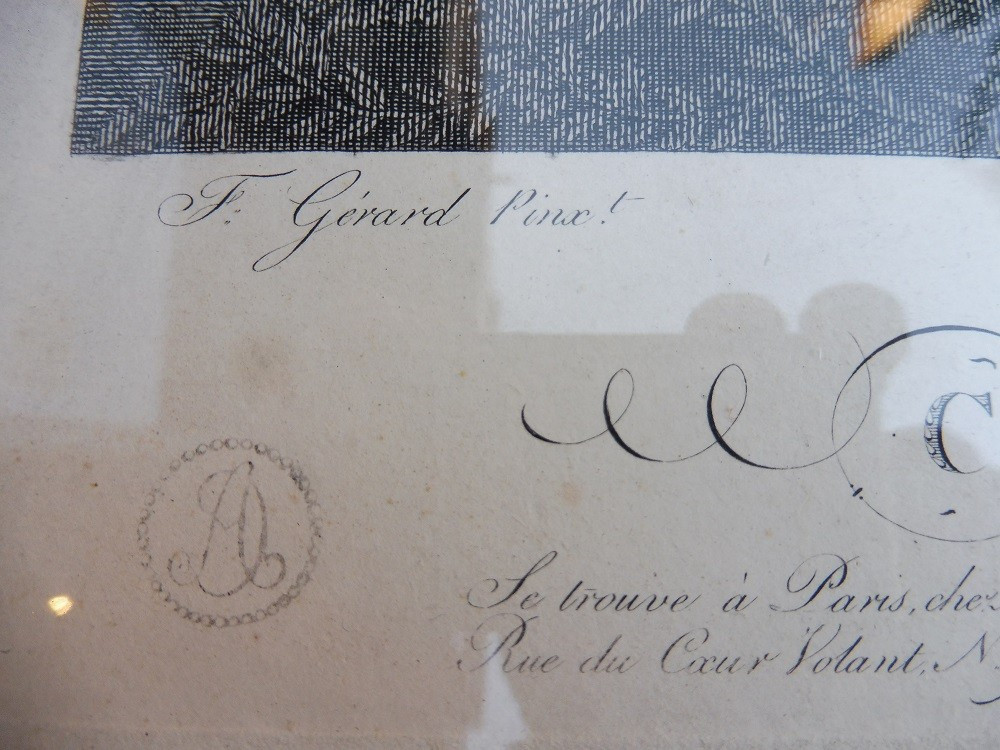 F. Gérard Pinx.t
C
Se trouve à Paris, chez
Rue du Cœur Volant, N.